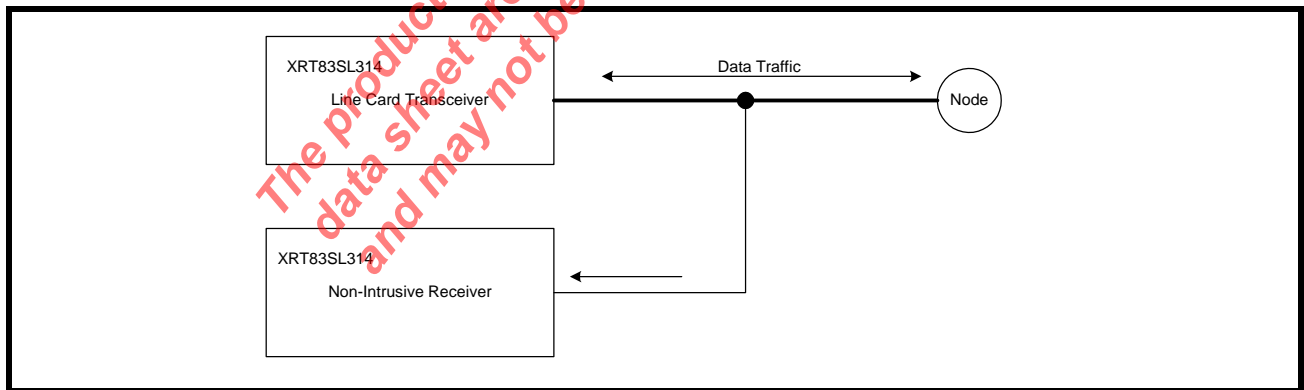 XRT83SL314
Line Card Transceiver
Data Traffic
Node
XRT83SL314
Non-Intrusive Receiver
The product
data sheet are
and may not be